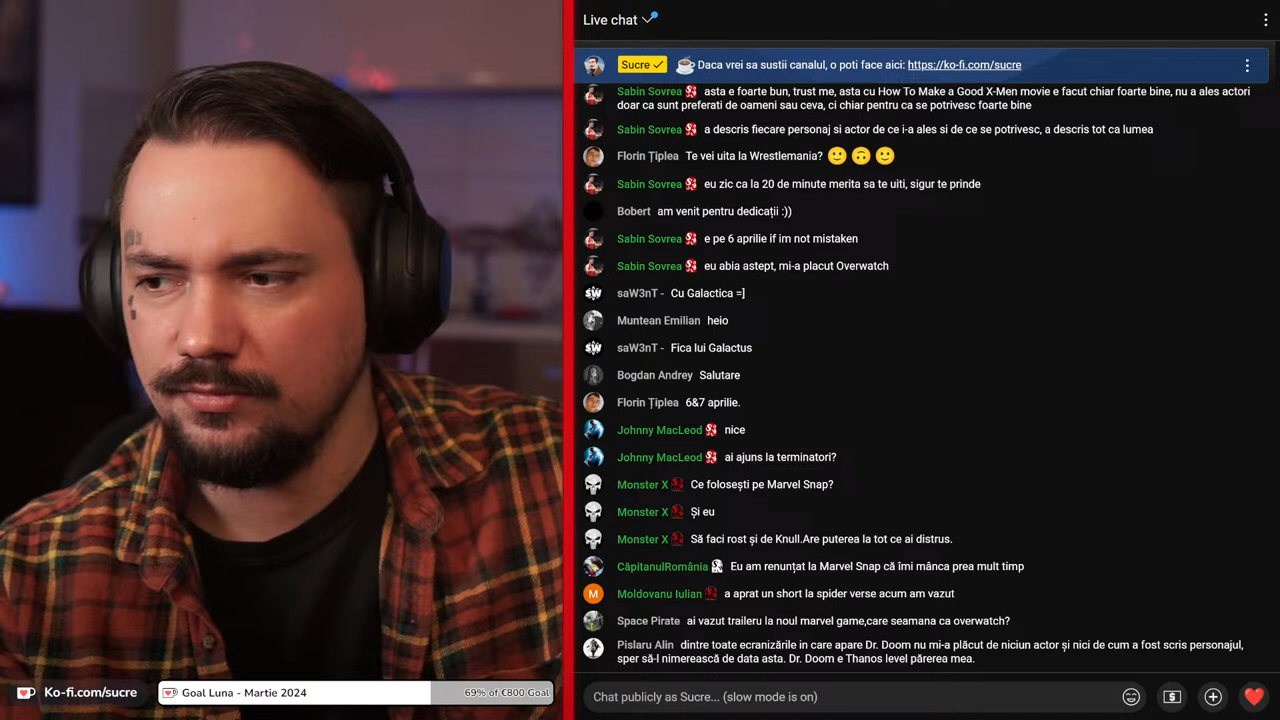 Live chat
Sucre ✓ Daca vrei sa sustii canalul, o poti face aici: https://ko-fi.com/sucre
Sabin Sovrea asta e foarte bun, trust me, asta cu How To Make a Good X-Men movie e facut chiar foarte bine, nu a ales actori
doar ca sunt preferati de oameni sau ceva, ci chiar pentru ca se potrivesc foarte bine
Sabin Sovrea a descris fiecare personaj si actor de ce i-a ales si de ce se potrivesc, a descris tot ca lumea
Florin Țiplea Te vei uita la Wrestlemania? 🙂🙃🙂
Sabin Sovrea eu zic ca la 20 de minute merita sa te uiti, sigur te prinde
Bobert am venit pentru dedicații :))
Sabin Sovrea e pe 6 aprilie if im not mistaken
Sabin Sovrea eu abia astept, mi-a placut Overwatch
saW3nT - Cu Galactica =]
Muntean Emilian heio
saW3nT - Fica lui Galactus
Bogdan Andrey Salutare
Florin Țiplea 6&7 aprilie.
Johnny MacLeod nice
Johnny MacLeod ai ajuns la terminatori?
Monster X Ce folosești pe Marvel Snap?
Monster X Și eu
Monster X Să faci rost și de Knull.Are puterea la tot ce ai distrus.
CăpitanulRomânia Eu am renunțat la Marvel Snap că îmi mânca prea mult timp
M Moldovanu Iulian a aprat un short la spider verse acum am vazut
Space Pirate ai vazut traileru la noul marvel game,care seamana ca overwatch?
Pislaru Alin dintre toate ecranizările in care apare Dr. Doom nu mi-a plăcut de niciun actor și nici de cum a fost scris personajul,
sper să-l nimerească de data asta. Dr. Doom e Thanos level părerea mea.
Ko-fi.com/sucre
Goal Luna - Martie 2024 69% of €800 Goal
Chat publicly as Sucre... (slow mode is on)